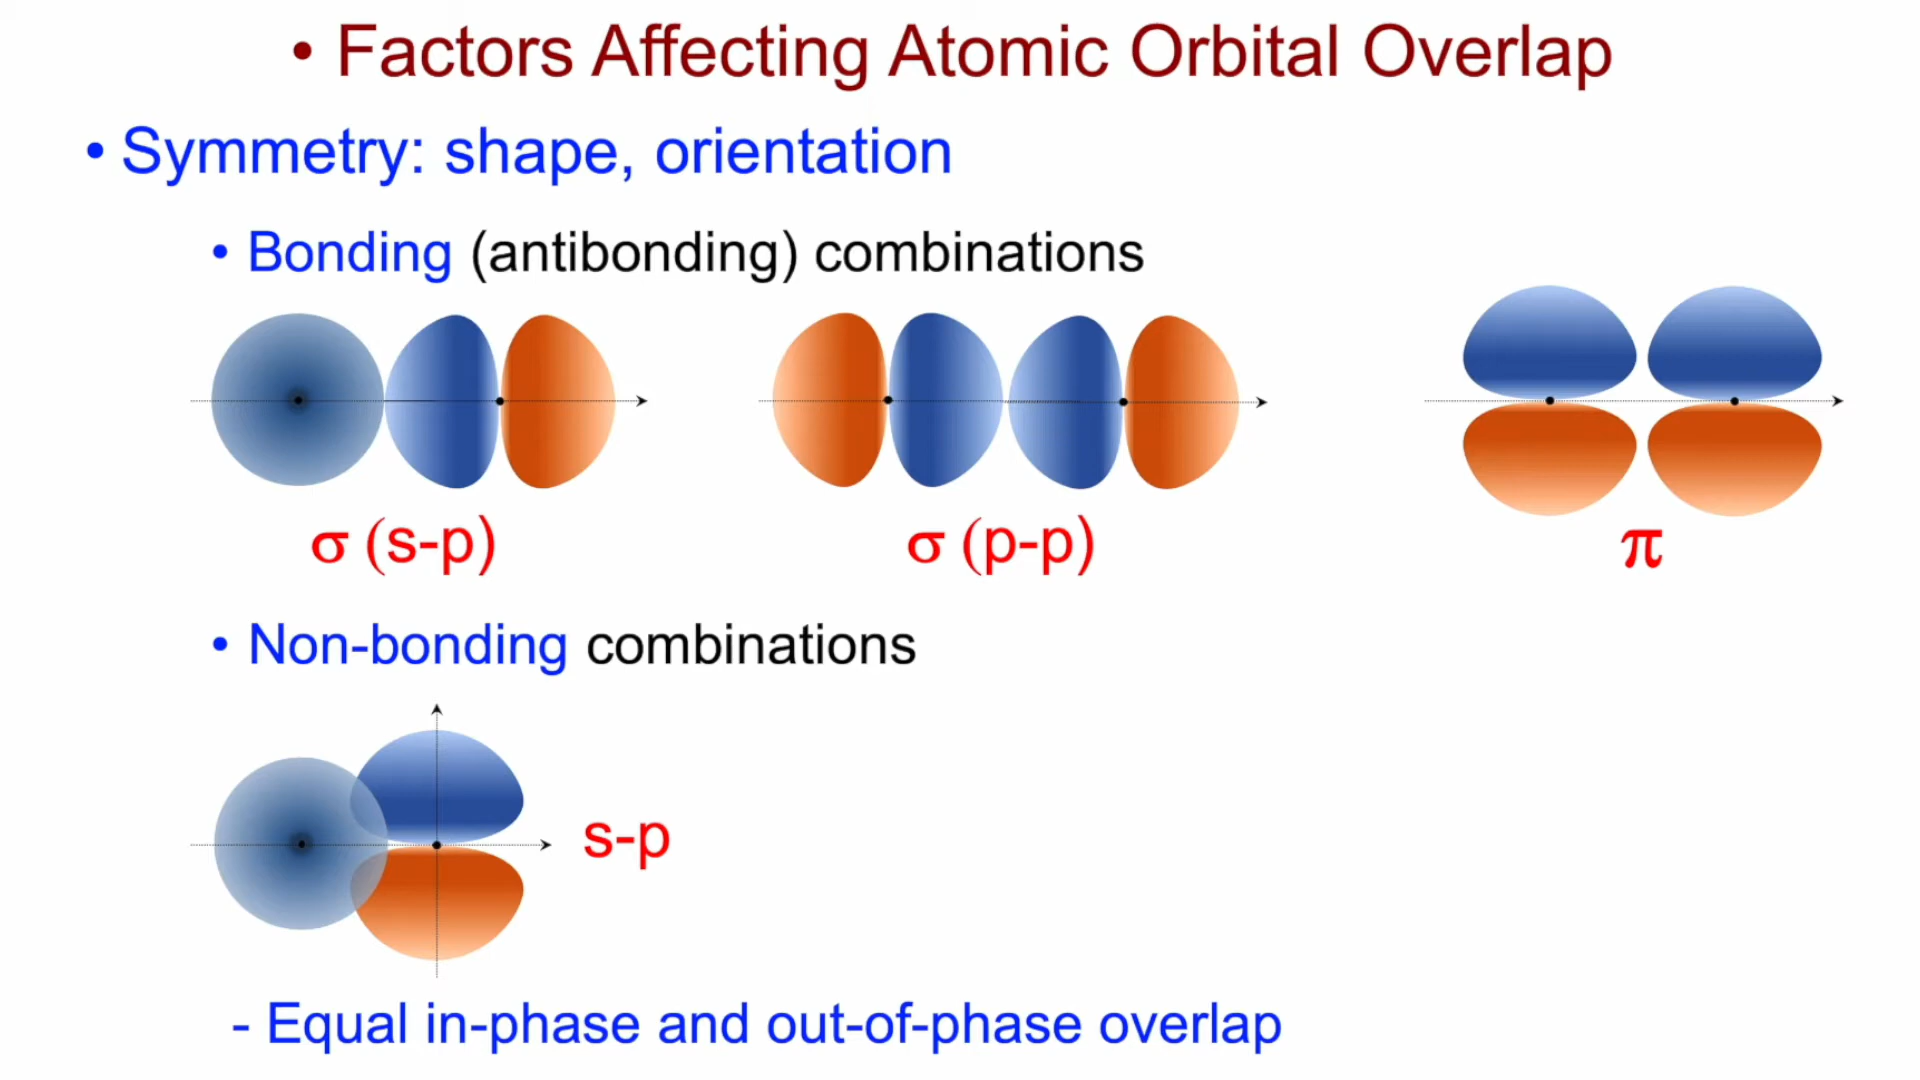 • Factors Affecting Atomic Orbital Overlap
• Symmetry: shape, orientation
• Bonding (antibonding) combinations
σ (s-p)
σ (p-p)
π
• Non-bonding combinations
s-p
- Equal in-phase and out-of-phase overlap